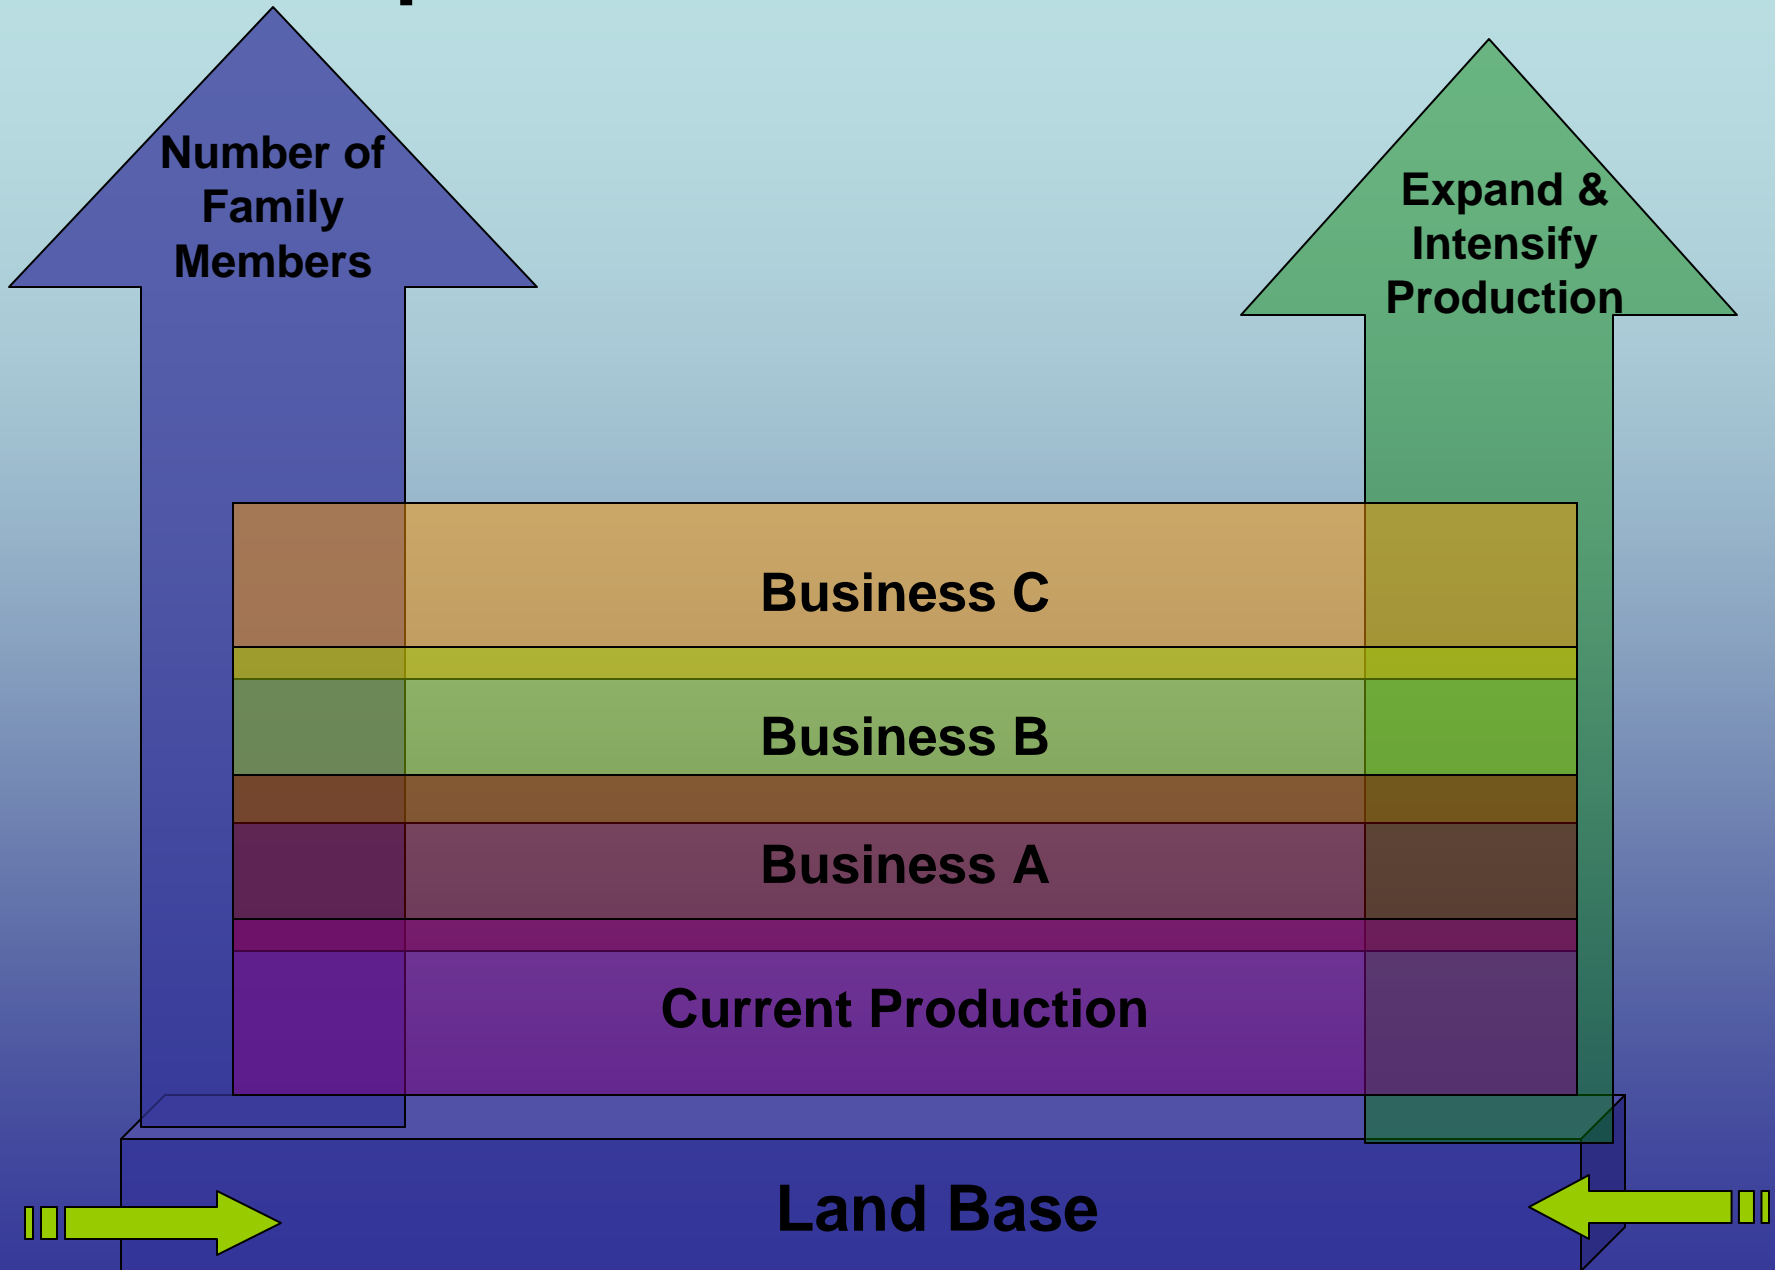 Number of
Family
Members
Expand &
Intensify
Production
Business C
Business B
Business A
Current Production
Land Base